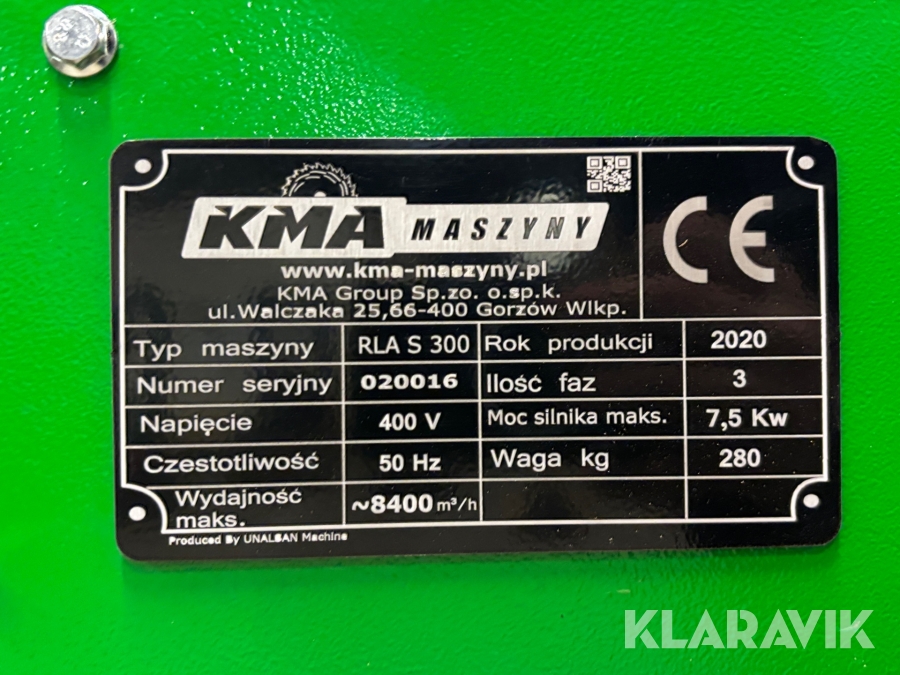 KMA MASZYNY
www.kma-maszyny.pl
KMA Group Sp.zo. o.sp.k.
ul.Walczaka 25,66-400 Gorzów Wlkp.
CE
Typ maszyny RLA S 300 Rok produkcji 2020
Numer seryjny 020016 Ilość faz 3
Napięcie 400 V Moc silnika maks. 7,5 Kw
Czestotliwość 50 Hz Waga kg 280
Wydajność maks. ~8400 m³/h
Produced By UNALSAN Machine
KLARAVIK